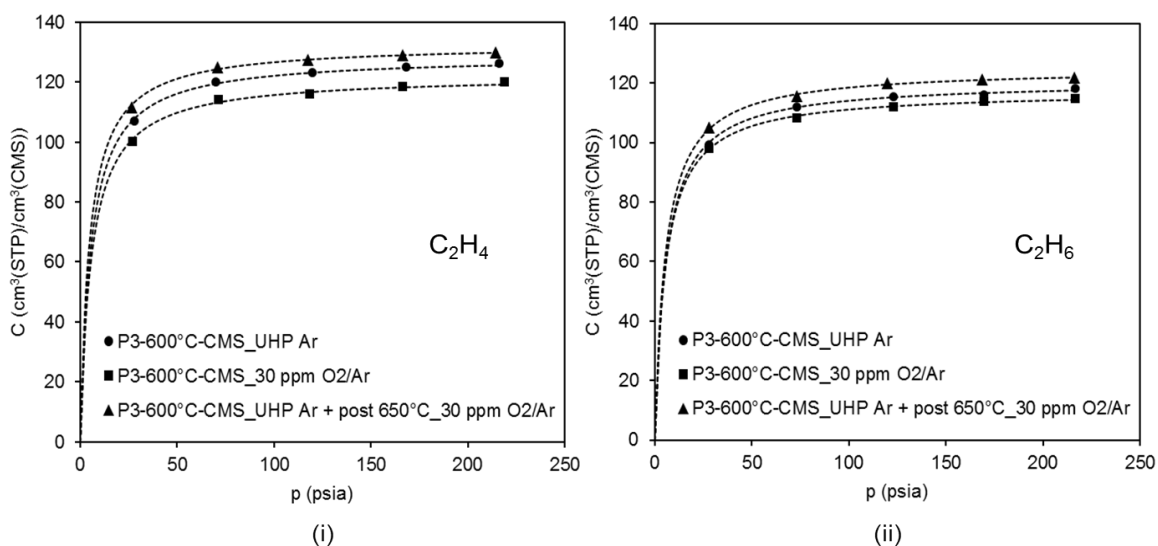 140
120
100
80
60
40
20
0
C (cm³(STP)/cm³(CMS))
C₂H₄
P3-600°C-CMS_UHP Ar
P3-600°C-CMS_30 ppm O2/Ar
P3-600°C-CMS_UHP Ar + post 650°C_30 ppm O2/Ar
0 50 100 150 200 250
p (psia)
(i)
140
120
100
80
60
40
20
0
C (cm³(STP)/cm³(CMS))
C₂H₆
P3-600°C-CMS_UHP Ar
P3-600°C-CMS_30 ppm O2/Ar
P3-600°C-CMS_UHP Ar + post 650°C_30 ppm O2/Ar
0 50 100 150 200 250
p (psia)
(ii)